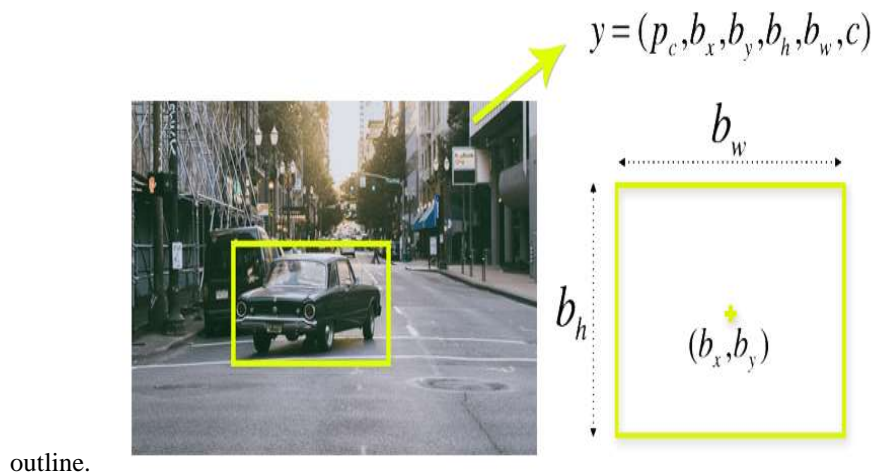 y = (p_c,b_x,b_y,b_h,b_w,c)
b_w
b_h
(b_x,b_y)
outline.